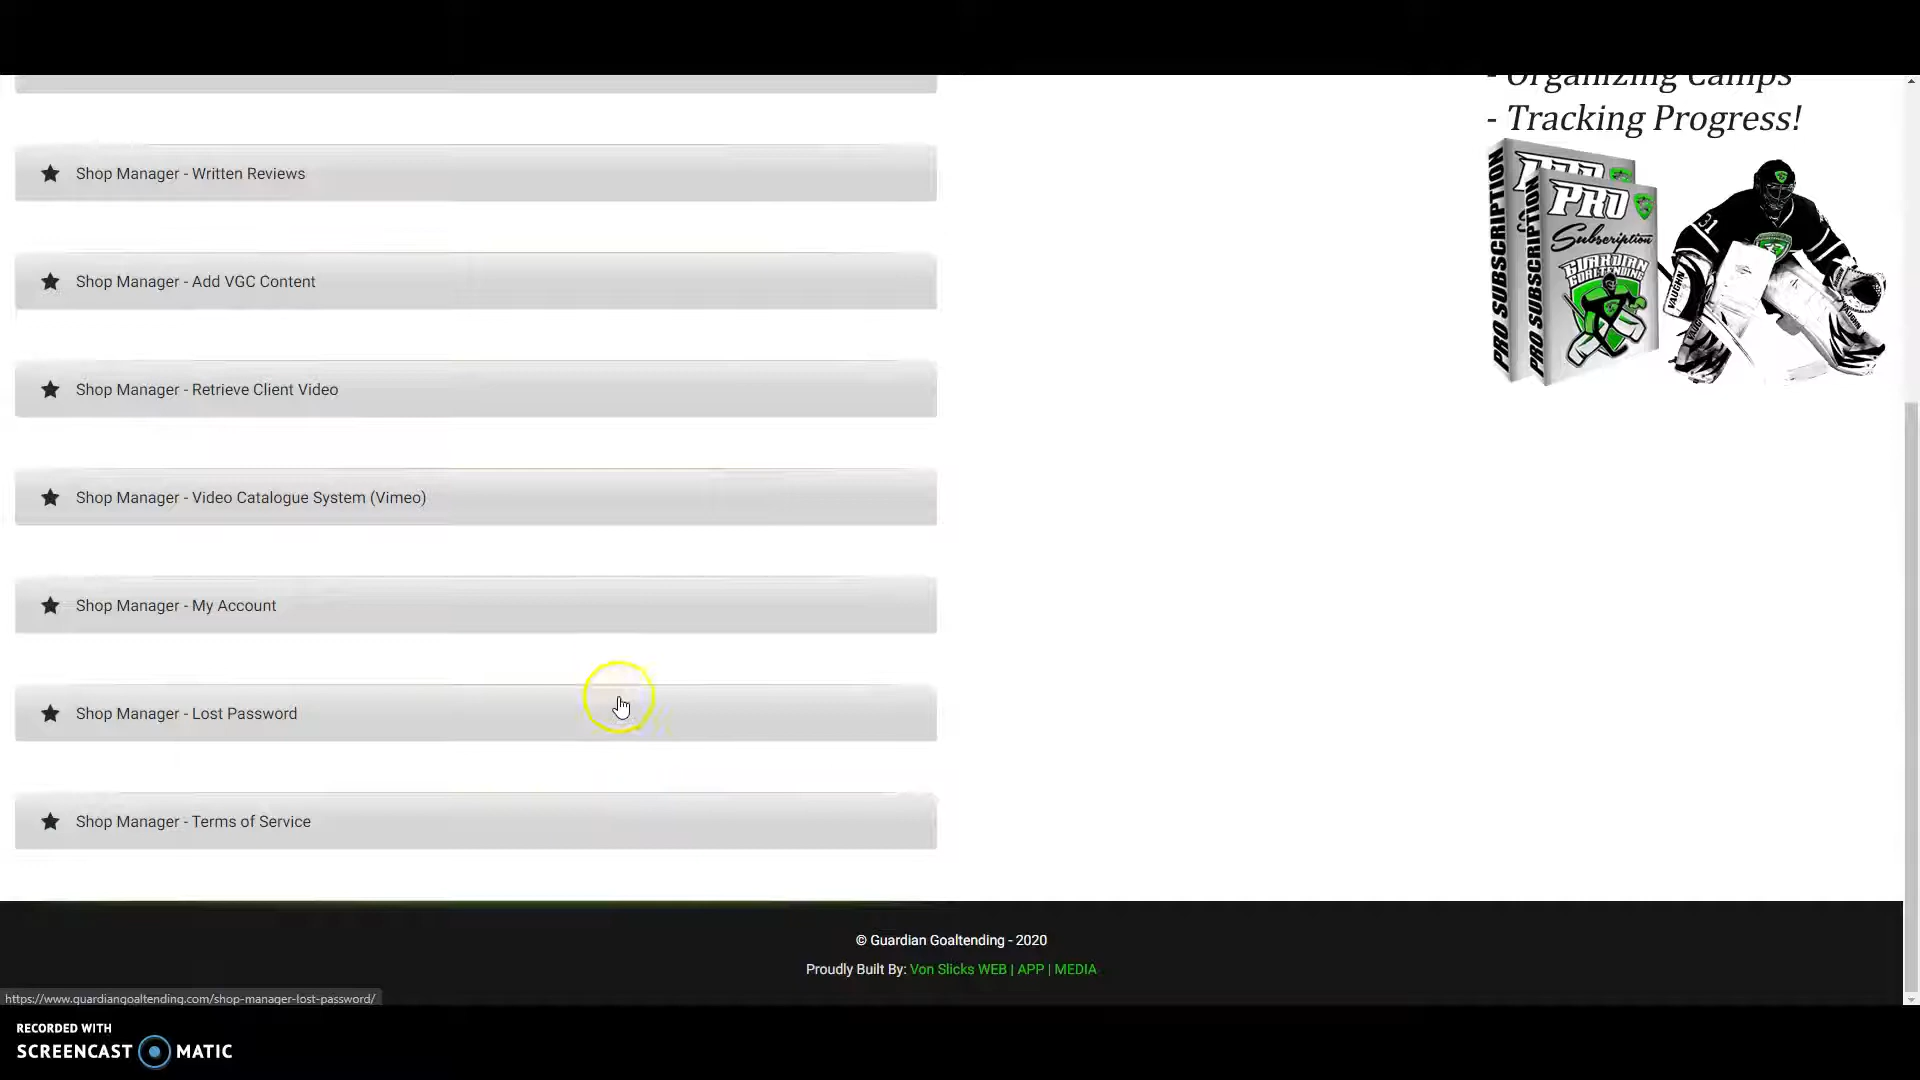 - Organizing Camps
- Tracking Progress!
Shop Manager - Written Reviews
Shop Manager - Add VGC Content
Shop Manager - Retrieve Client Video
Shop Manager - Video Catalogue System (Vimeo)
Shop Manager - My Account
Shop Manager - Lost Password
Shop Manager - Terms of Service
PRO SUBSCRIPTION
PRO SUBSCRIPTION
PRO
Subscription
GUARDIAN
GOALTENDING
31
VAUGHN
© Guardian Goaltending - 2020
Proudly Built By: Von Slicks WEB | APP | MEDIA
https://www.guardiangoaltending.com/shop-manager-lost-password/
RECORDED WITH
SCREENCAST MATIC